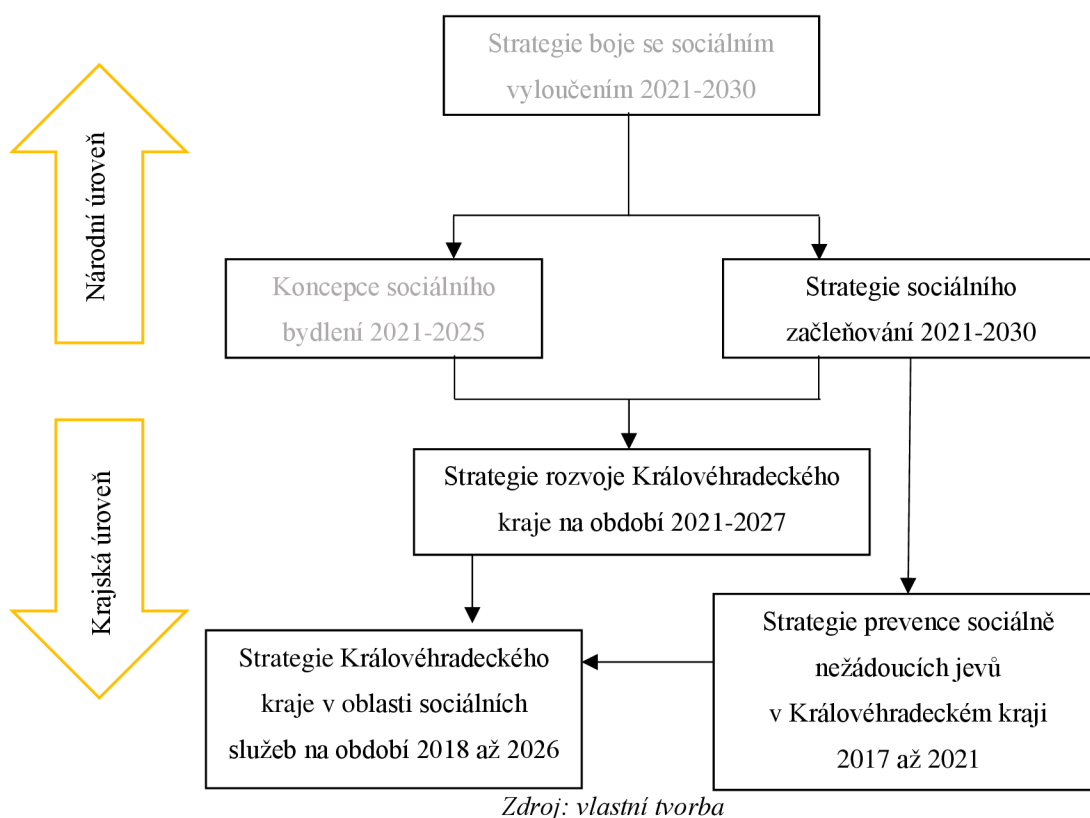 Strategie boje se sociálním
vyloučením 2021-2030
Národní úroveň
Koncepce sociálního
bydlení 2021-2025
Strategie sociálního
začleňování 2021-2030
Strategie rozvoje Královéhradeckého
kraje na období 2021-2027
Krajská úroveň
Strategie Královéhradeckého
kraje v oblasti sociálních
služeb na období 2018 až 2026
Strategie prevence sociálně
nežádoucích jevů
v Královéhradeckém kraji
2017 až 2021
Zdroj: vlastní tvorba